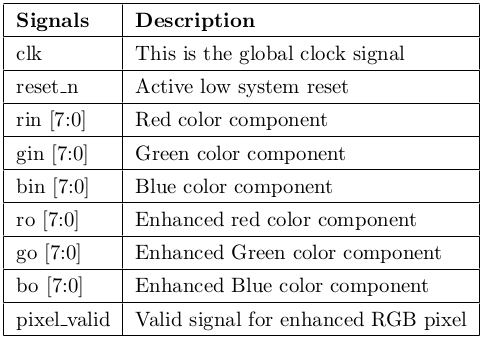 Signals Description
clk This is the global clock signal
reset_n Active low system reset
rin [7:0] Red color component
gin [7:0] Green color component
bin [7:0] Blue color component
ro [7:0] Enhanced red color component
go [7:0] Enhanced Green color component
bo [7:0] Enhanced Blue color component
pixel_valid Valid signal for enhanced RGB pixel